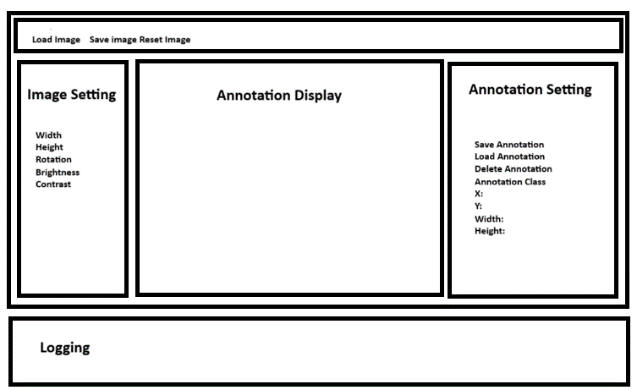 Load Image Save image Reset Image
Image Setting
Width
Height
Rotation
Brightness
Contrast
Annotation Display
Annotation Setting
Save Annotation
Load Annotation
Delete Annotation
Annotation Class
X:
Y:
Width:
Height:
Logging